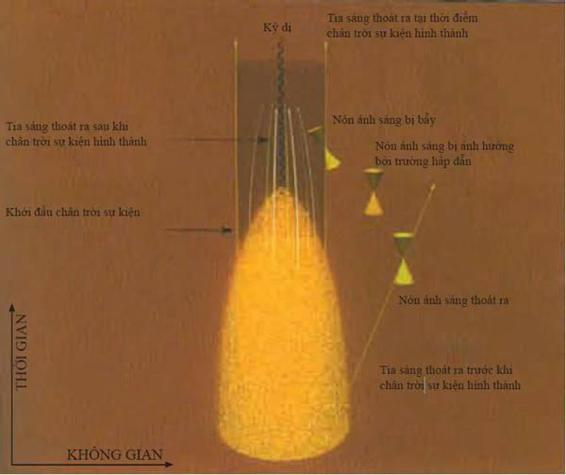 Kỳ dị
Tia sáng thoát ra tại thời điểm
chân trời sự kiện hình thành
Tia sáng thoát ra sau khi
chân trời sự kiện hình thành
Nón ánh sáng bị bẫy
Nón ánh sáng bị ảnh hưởng
bởi trường hấp dẫn
Khởi đầu chân trời sự kiện
Nón ánh sáng thoát ra
Tia sáng thoát ra trước khi
chân trời sự kiện hình thành
THỜI GIAN
KHÔNG GIAN